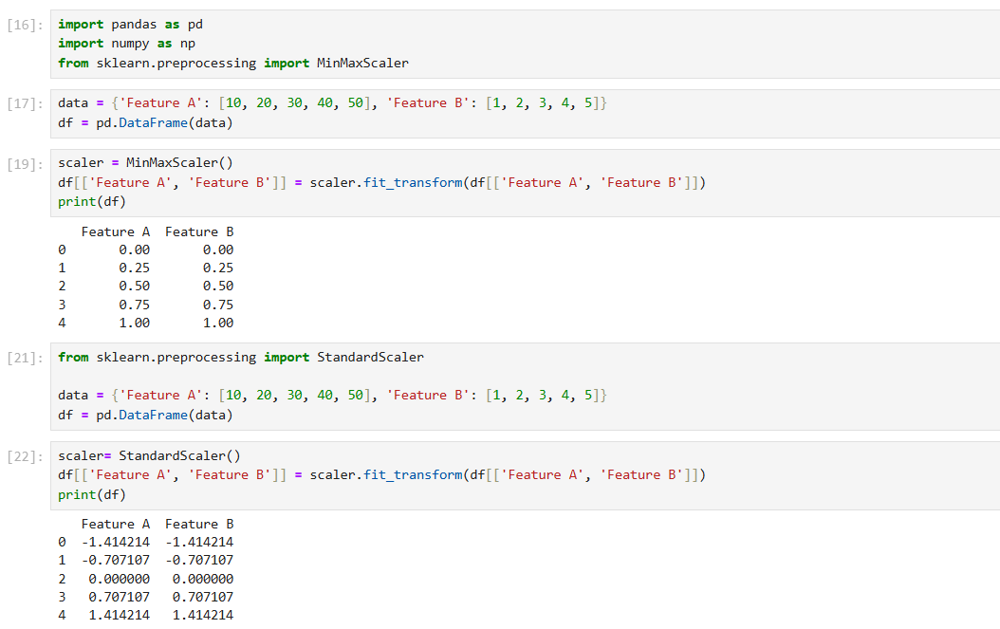 [16]: import pandas as pd
import numpy as np
from sklearn.preprocessing import MinMaxScaler
[17]: data = {'Feature A': [10, 20, 30, 40, 50], 'Feature B': [1, 2, 3, 4, 5]}
df = pd.DataFrame(data)
[19]: scaler = MinMaxScaler()
df[['Feature A', 'Feature B']] = scaler.fit_transform(df[['Feature A', 'Feature B']])
print(df)
   Feature A  Feature B
0       0.00       0.00
1       0.25       0.25
2       0.50       0.50
3       0.75       0.75
4       1.00       1.00
[21]: from sklearn.preprocessing import StandardScaler
data = {'Feature A': [10, 20, 30, 40, 50], 'Feature B': [1, 2, 3, 4, 5]}
df = pd.DataFrame(data)
[22]: scaler= StandardScaler()
df[['Feature A', 'Feature B']] = scaler.fit_transform(df[['Feature A', 'Feature B']])
print(df)
   Feature A  Feature B
0  -1.414214  -1.414214
1  -0.707107  -0.707107
2   0.000000   0.000000
3   0.707107   0.707107
4   1.414214   1.414214